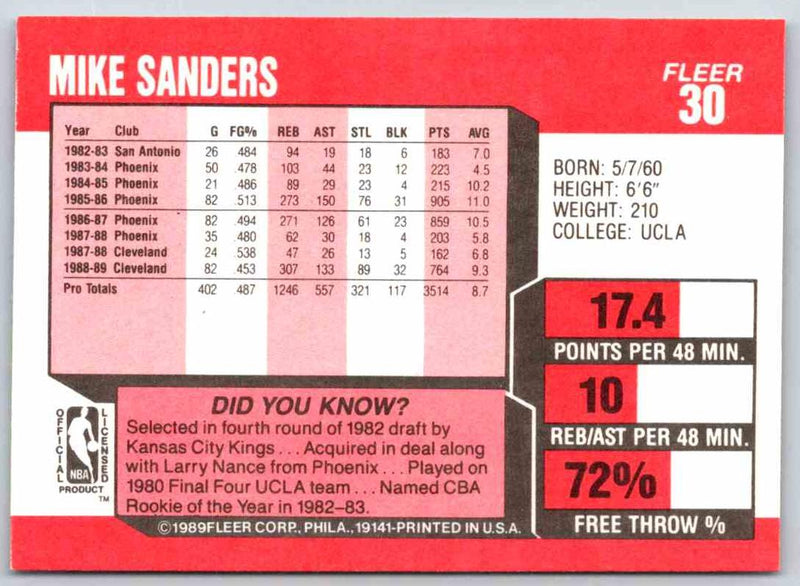 MIKE SANDERS
FLEER
30
Year Club G FG% REB AST STL BLK PTS AVG
1982-83 San Antonio 26 .484 94 19 18 6 183 7.0
1983-84 Phoenix 50 .478 103 44 23 12 223 4.5
1984-85 Phoenix 21 .486 89 29 23 4 215 10.2
1985-86 Phoenix 82 .513 273 150 76 31 905 11.0
1986-87 Phoenix 82 .494 271 126 61 23 859 10.5
1987-88 Phoenix 35 .480 62 30 18 4 203 5.8
1987-88 Cleveland 24 .538 47 26 13 5 162 6.8
1988-89 Cleveland 82 .453 307 133 89 32 764 9.3
Pro Totals 402 .487 1246 557 321 117 3514 8.7
BORN: 5/7/60
HEIGHT: 6'6"
WEIGHT: 210
COLLEGE: UCLA
17.4
POINTS PER 48 MIN.
10
REB/AST PER 48 MIN.
72%
FREE THROW %
OFFICIAL LICENSED
NBA
PRODUCT
TM
DID YOU KNOW?
Selected in fourth round of 1982 draft by
Kansas City Kings . . . Acquired in deal along
with Larry Nance from Phoenix . . . Played on
1980 Final Four UCLA team . . . Named CBA
Rookie of the Year in 1982–83.
©1989 FLEER CORP., PHILA., 19141-PRINTED IN U.S.A.